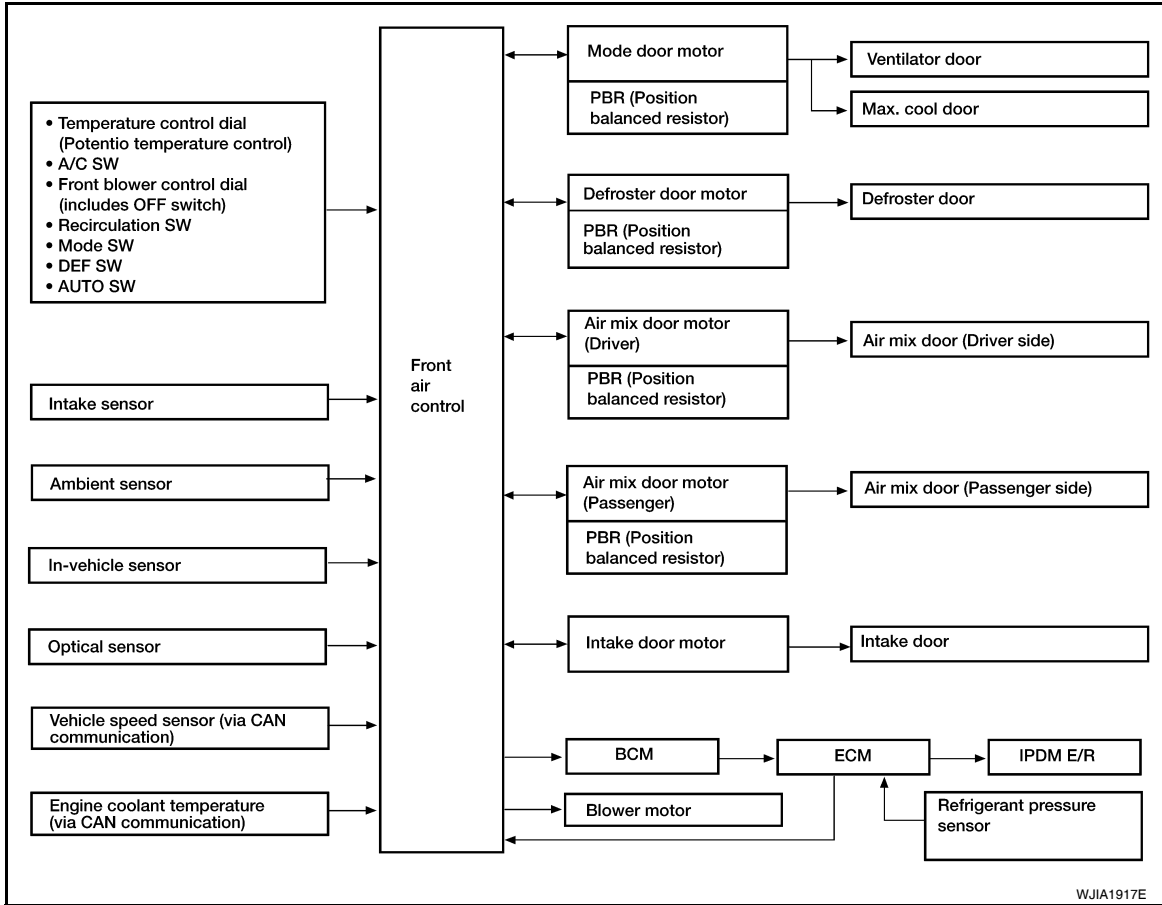 • Temperature control dial
(Potentio temperature control)
• A/C SW
• Front blower control dial
(includes OFF switch)
• Recirculation SW
• Mode SW
• DEF SW
• AUTO SW
Intake sensor
Ambient sensor
In-vehicle sensor
Optical sensor
Vehicle speed sensor (via CAN
communication)
Engine coolant temperature
(via CAN communication)
Front
air
control
Mode door motor
PBR (Position
balanced resistor)
Ventilator door
Max. cool door
Defroster door motor
PBR (Position
balanced resistor)
Defroster door
Air mix door motor
(Driver)
PBR (Position
balanced resistor)
Air mix door (Driver side)
Air mix door motor
(Passenger)
PBR (Position
balanced resistor)
Air mix door (Passenger side)
Intake door motor
Intake door
BCM
ECM
IPDM E/R
Blower motor
Refrigerant pressure
sensor
WJIA1917E